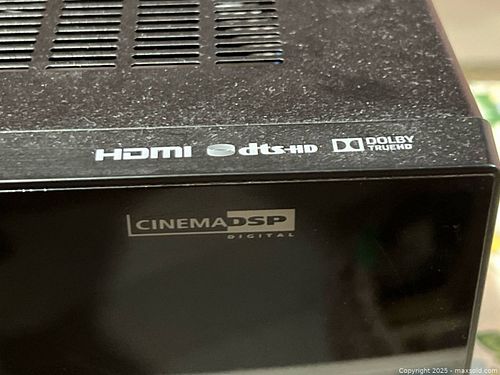 HDMI dts-HD DOLBY
TRUEHD
CINEMA DSP
DIGITAL
Copyright 2025 - maxsold.com